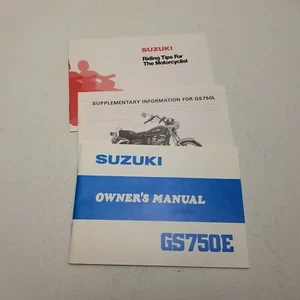 SUZUKI
Riding Tips For
The Motorcyclist
SUPPLEMENTARY INFORMATION FOR GS750L
SUZUKI
OWNER'S MANUAL
GS750E